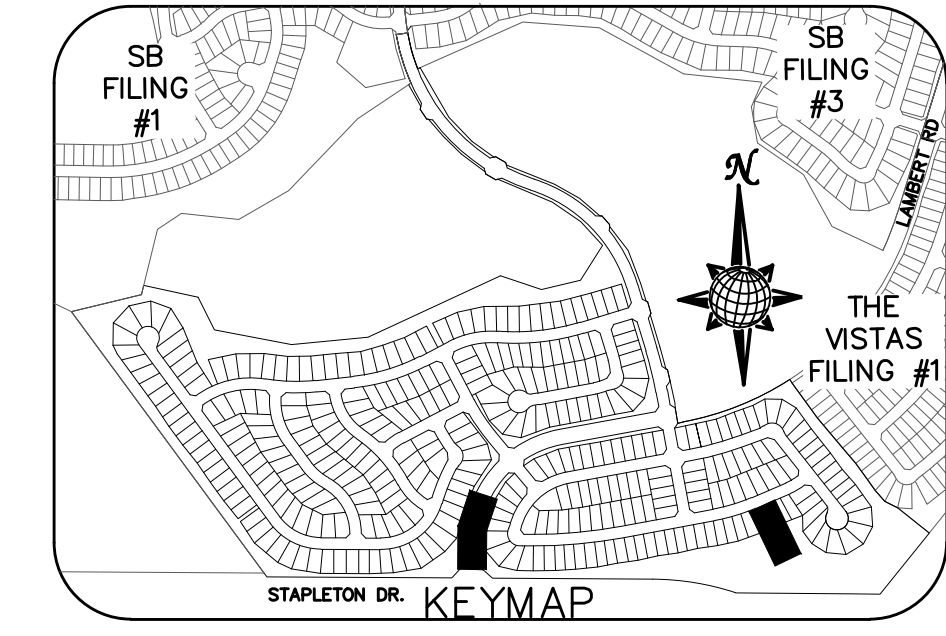 SB
FILING
#1
SB
FILING
#3
LAMBERT RD
N
THE
VISTAS
FILING #1
STAPLETON DR.
KEYMAP